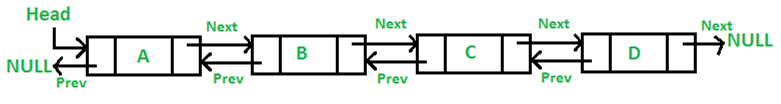 Head
Next Next Next Next
A B C D
NULL NULL
Prev Prev Prev Prev